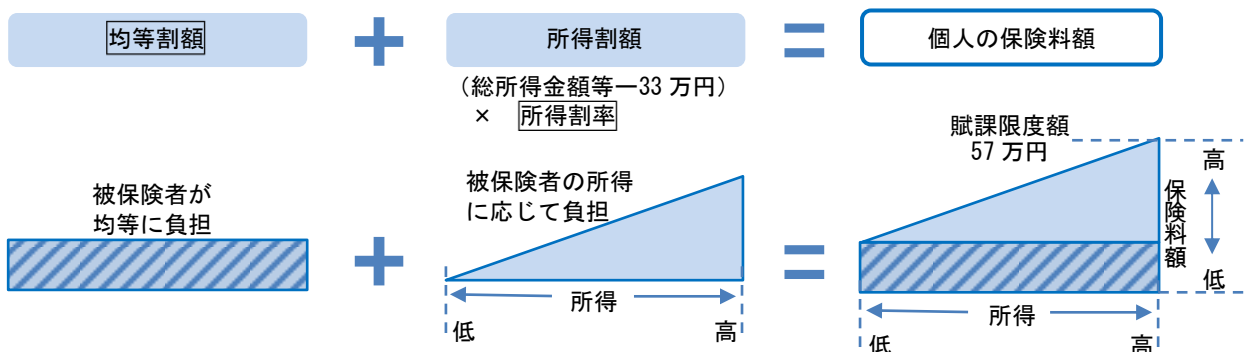 均等割額
+
所得割額
=
個人の保険料額
(総所得金額等ー33 万円)
× 所得割率
被保険者が
均等に負担
+
被保険者の所得
に応じて負担
=
賦課限度額
57 万円
高
保険料額
低
所得
低
高
所得
低
高